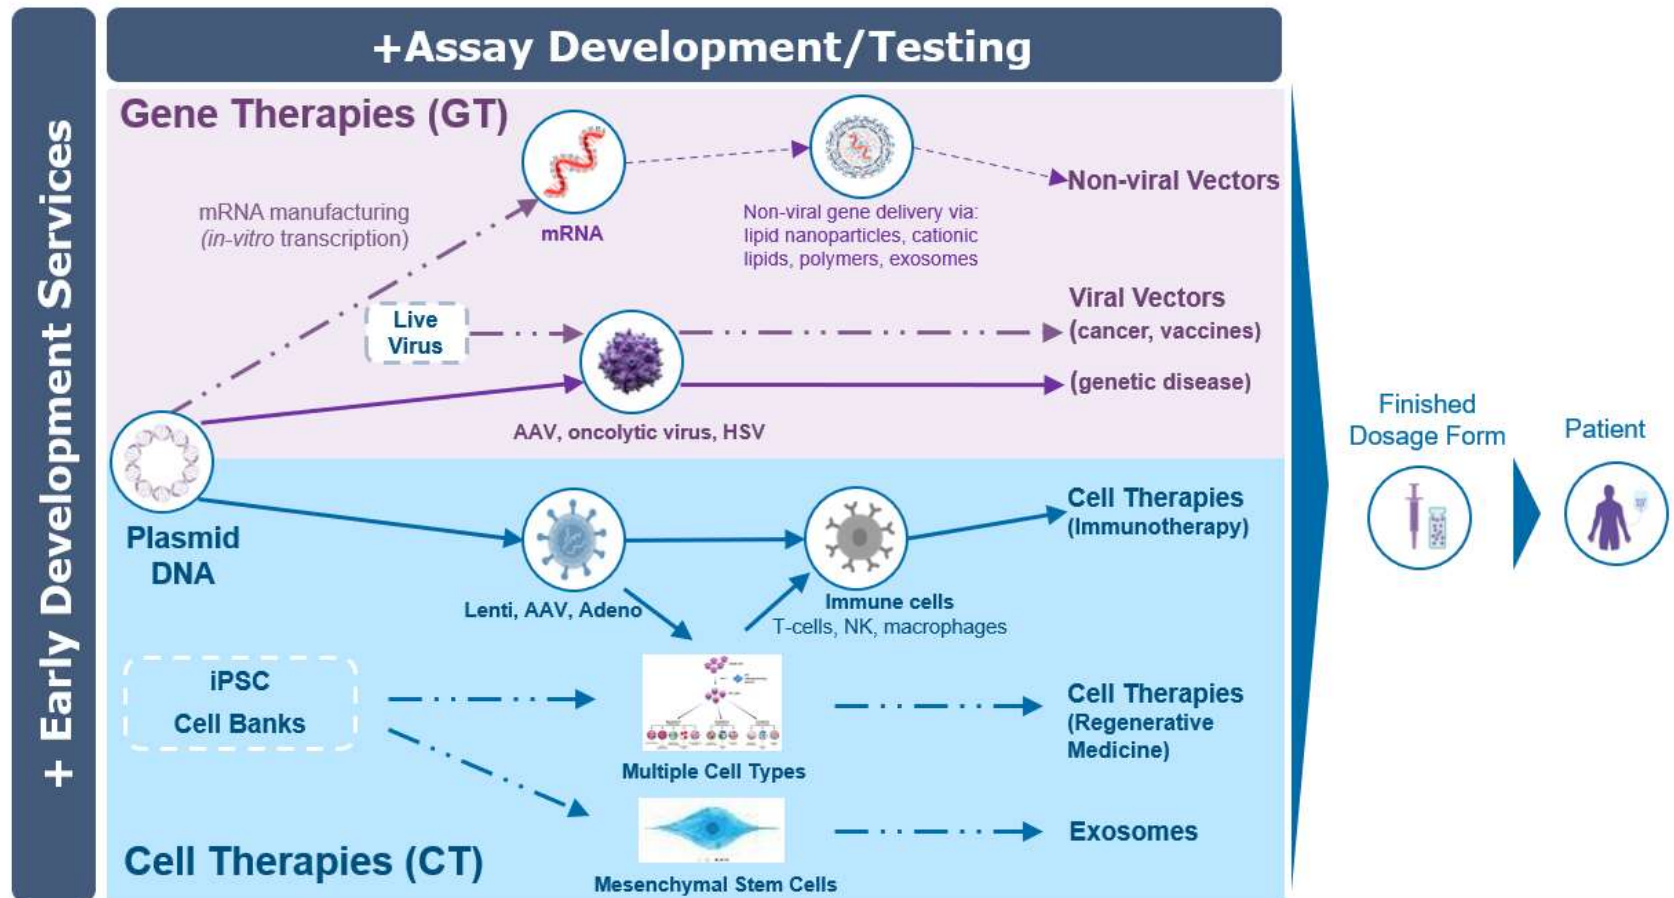 +Assay Development/Testing
+ Early Development Services
Gene Therapies (GT)
mRNA manufacturing
(in-vitro transcription)
mRNA
Non-viral gene delivery via:
lipid nanoparticles, cationic
lipids, polymers, exosomes
Non-viral Vectors
Live
Virus
AAV, oncolytic virus, HSV
Viral Vectors
(cancer, vaccines)
(genetic disease)
Plasmid
DNA
Lenti, AAV, Adeno
Immune cells
T-cells, NK, macrophages
Cell Therapies
(Immunotherapy)
iPSC
Cell Banks
Multiple Cell Types
Cell Therapies
(Regenerative
Medicine)
Mesenchymal Stem Cells
Exosomes
Cell Therapies (CT)
Finished
Dosage Form
Patient